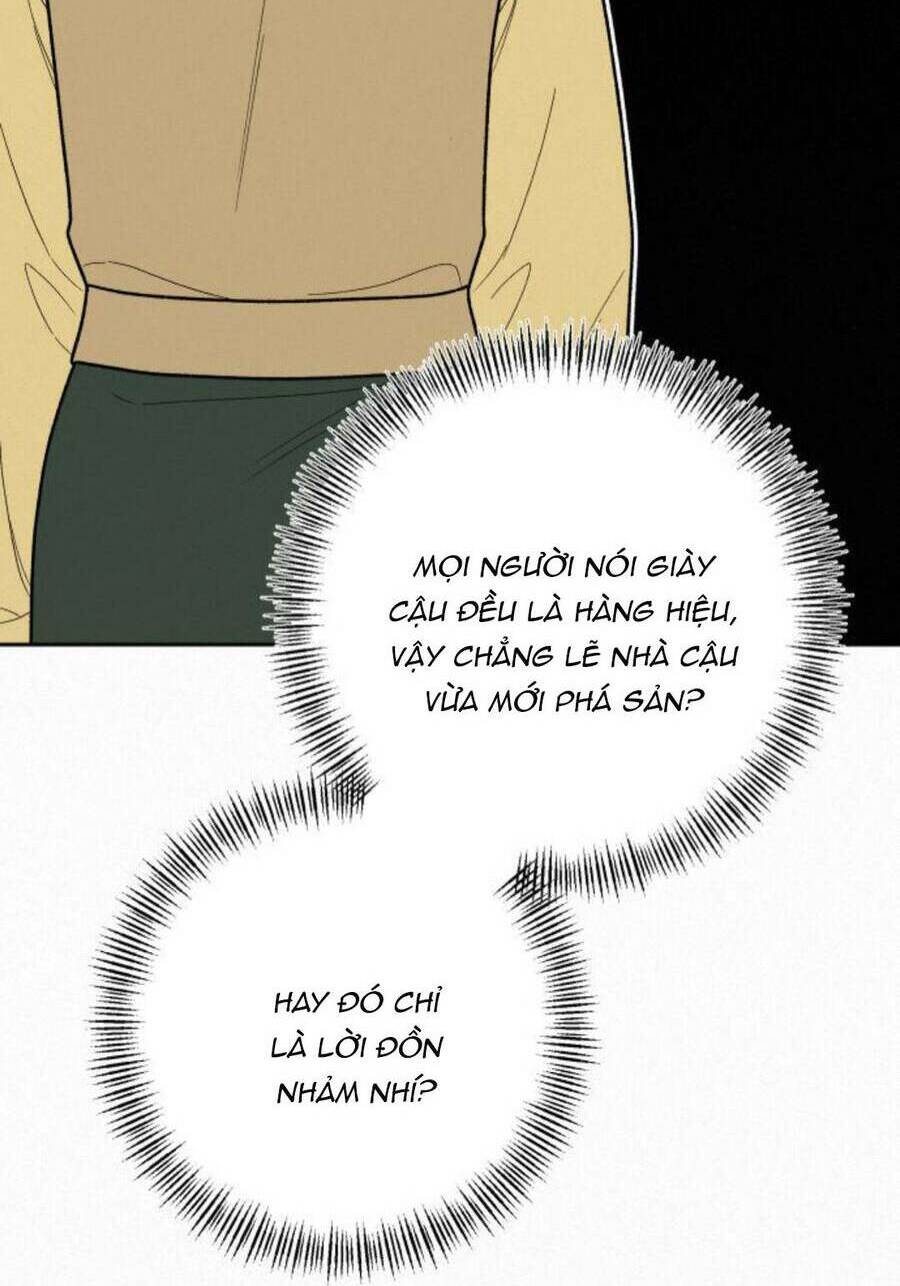 MỌI NGƯỜI NÓI GIÀY
CẬU ĐỀU LÀ HÀNG HIỆU,
VẬY CHẲNG LẼ NHÀ CẬU
VỪA MỚI PHÁ SẢN?
HAY ĐÓ CHỈ
LÀ LỜI ĐỒN
NHẢM NHÍ?